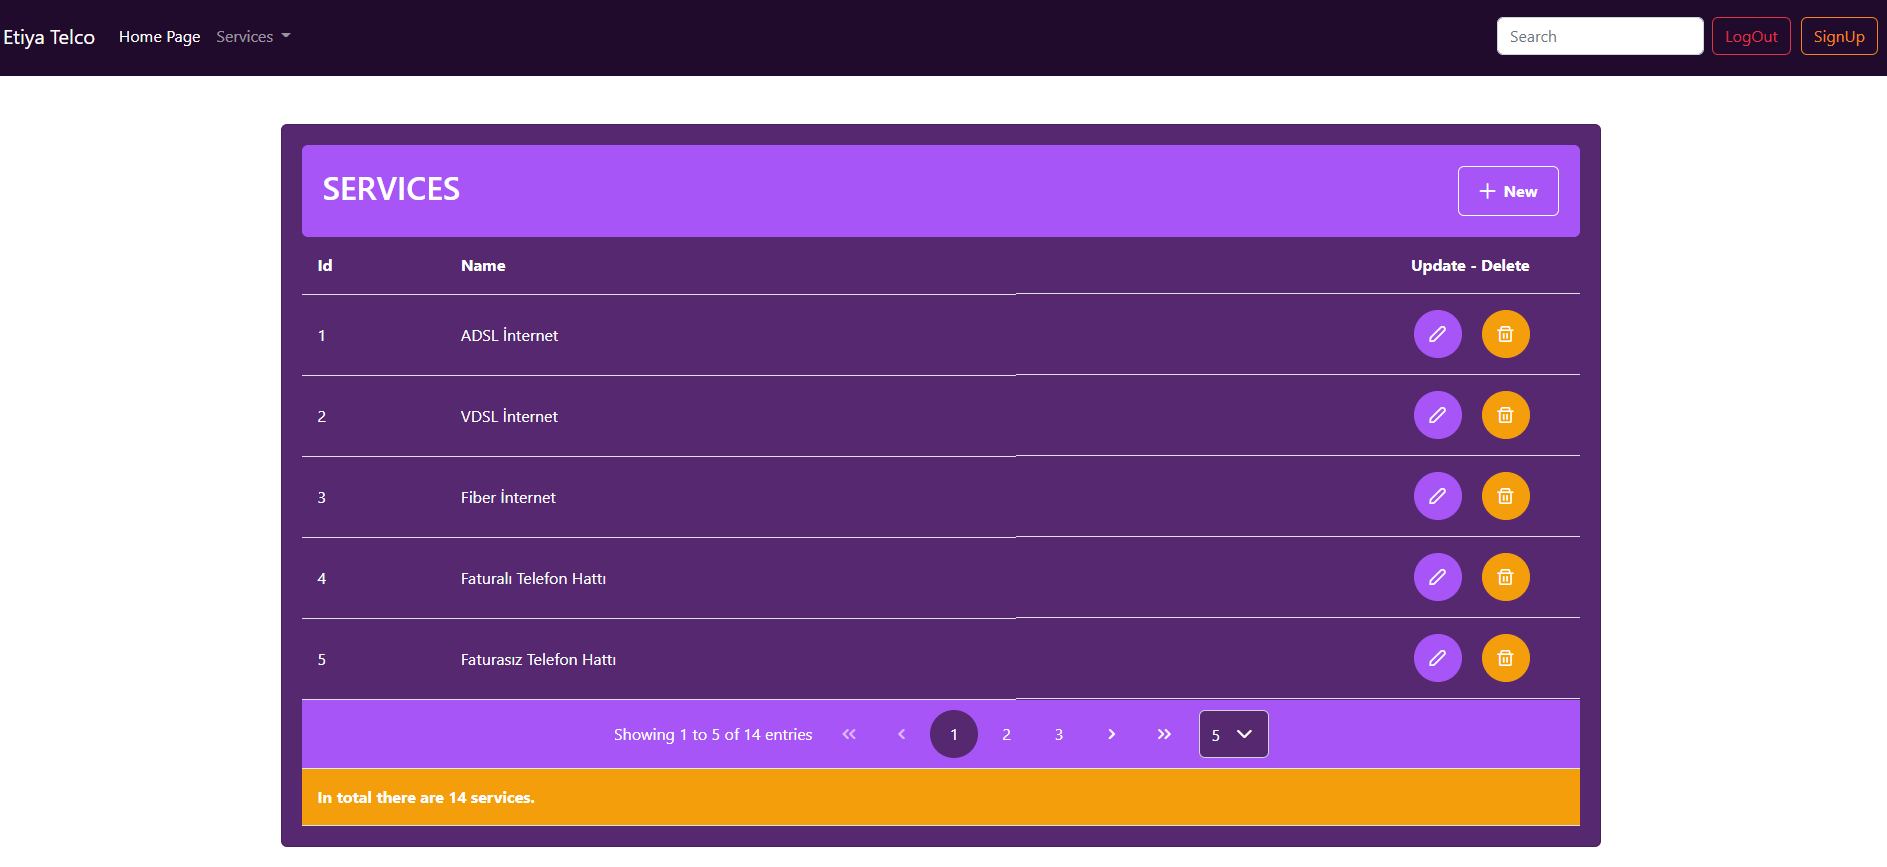 Etiya Telco Home Page Services Search LogOut SignUp
SERVICES New
Id Name Update - Delete
1 ADSL İnternet
2 VDSL İnternet
3 Fiber İnternet
4 Faturalı Telefon Hattı
5 Faturasız Telefon Hattı
Showing 1 to 5 of 14 entries « ‹ 1 2 3 › » 5
In total there are 14 services.